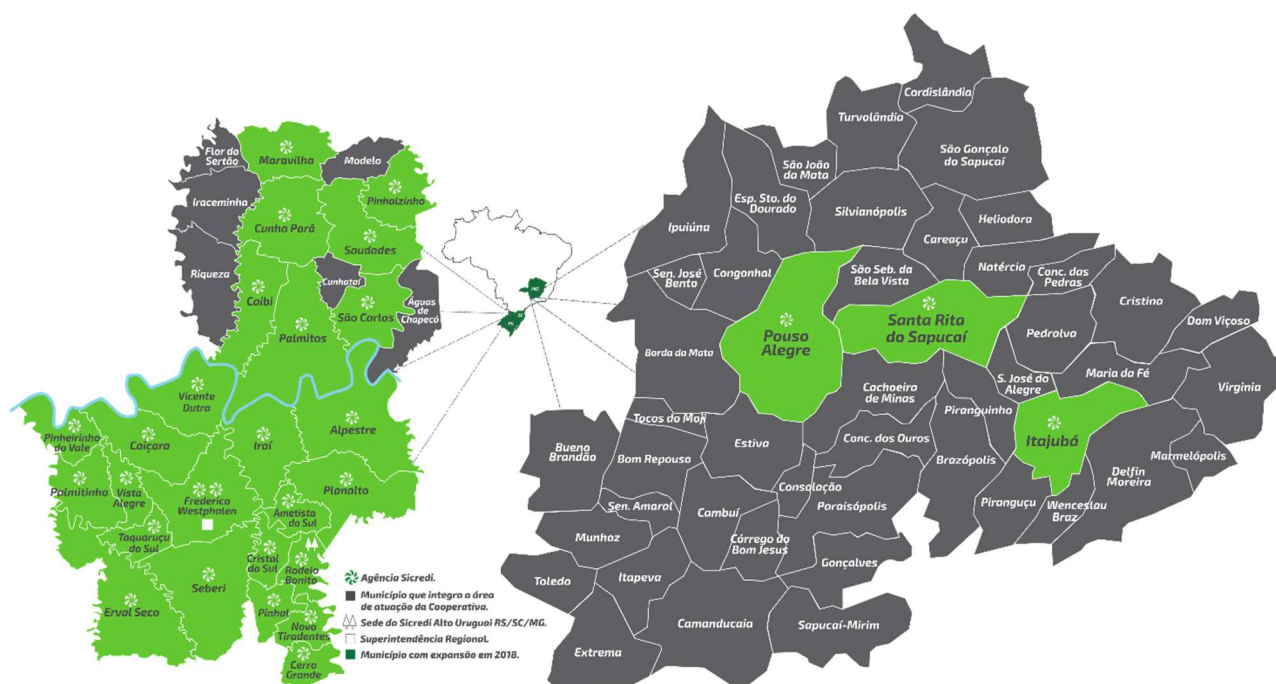 Flor do
Sertão
Maravilha
Modelo
Iraceminha
Pinhalzinho
Cunha Porã
Saudades
Riqueza
Cunhataí
Águas
de
Chapecó
Caibi
São Carlos
Palmitos
Vicente
Dutra
Pinheirinho
do Vale
Caiçara
Iraí
Alpestre
Palmitinho
Vista
Alegre
Frederico
Westphalen
Planalto
Ametista
do Sul
Taquaruçu
do Sul
Cristal
do Sul
Rodeio
Bonito
Seberi
Erval Seco
Pinhal
Novo
Tiradentes
Cerro
Grande
MG
SC
RS
Agência Sicredi.
Município que integra a área
de atuação da Cooperativa.
Sede do Sicredi Alto Uruguai RS/SC/MG.
Superintendência Regional.
Município com expansão em 2018.
Cordislândia
Turvolândia
São Gonçalo
do Sapucaí
São João
da Mata
Esp. Sto. do
Dourado
Silvianópolis
Heliodora
Ipuiúna
Careaçu
Natércia
Conc. das
Pedras
Sen. José
Bento
Congonhal
São Seb. da
Bela Vista
Cristina
Dom Viçoso
Pouso
Alegre
Santa Rita
do Sapucaí
Pedralva
Borda da Mata
Maria da Fé
Virginia
S. José do
Alegre
Cachoeira
de Minas
Piranguinho
Tocos do Moji
Itajubá
Bueno
Brandão
Estiva
Conc. dos Ouros
Bom Repouso
Brazópolis
Marmelópolis
Delfin
Moreira
Consolação
Paraisópolis
Piranguçu
Wenceslau
Braz
Sen. Amaral
Cambuí
Munhoz
Córrego do
Bom Jesus
Gonçalves
Toledo
Itapeva
Camanducaia
Sapucaí-Mirim
Extrema